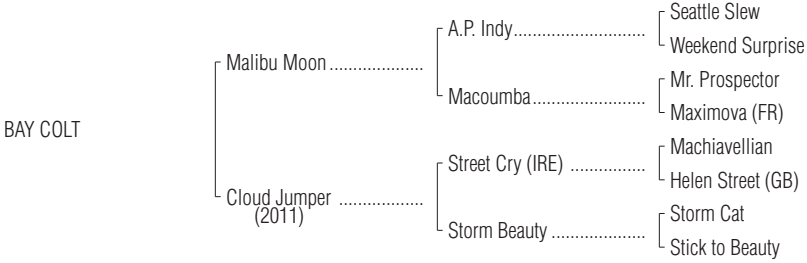 Seattle Slew
A.P. Indy............................
Weekend Surprise
Malibu Moon ....................
Mr. Prospector
Macoumba........................
Maximova (FR)
BAY COLT
Machiavellian
Street Cry (IRE) ................
Helen Street (GB)
Cloud Jumper ..................
(2011)
Storm Cat
Storm Beauty ....................
Stick to Beauty